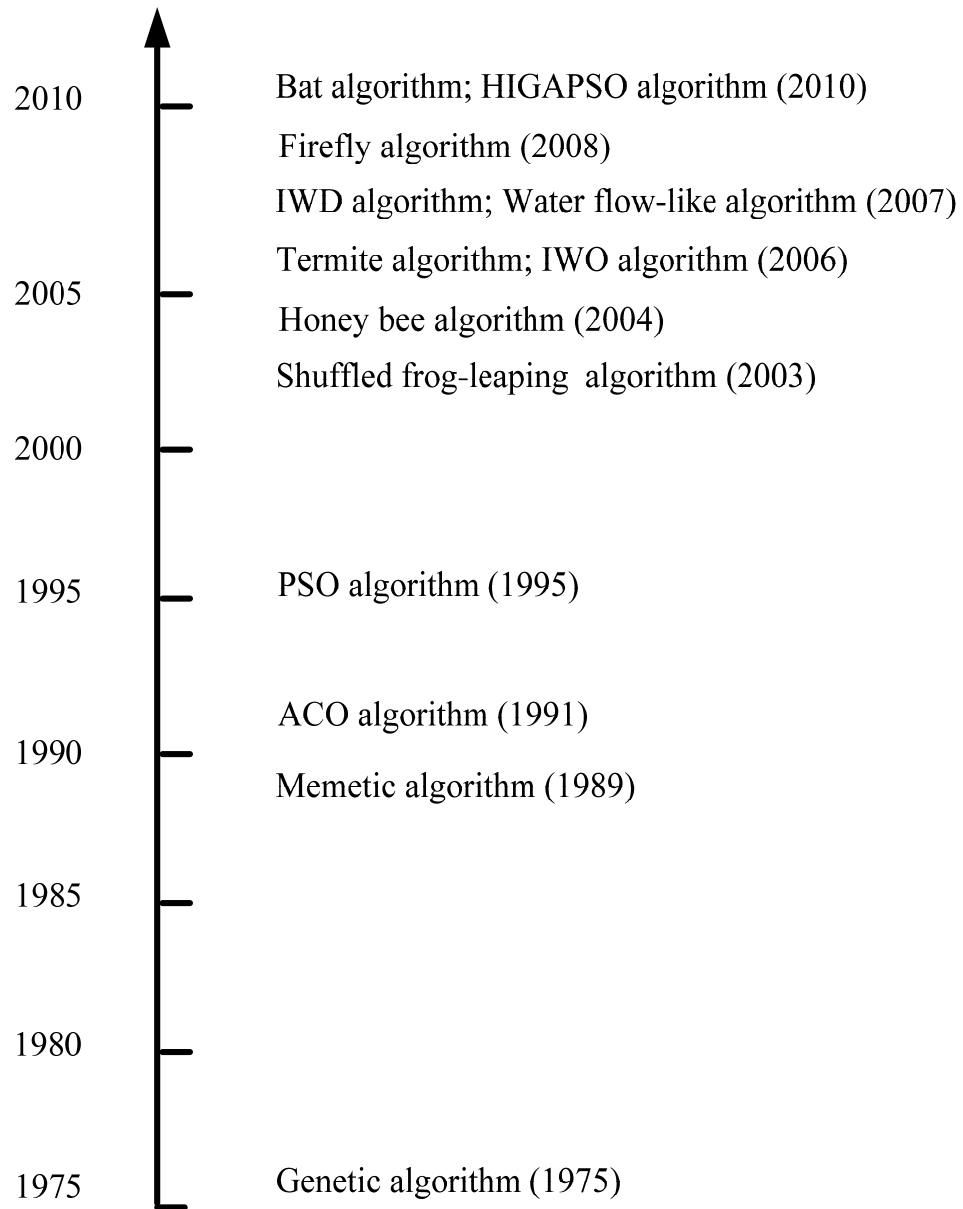 2010
Bat algorithm; HIGAPSO algorithm (2010)
Firefly algorithm (2008)
IWD algorithm; Water flow-like algorithm (2007)
Termite algorithm; IWO algorithm (2006)
2005
Honey bee algorithm (2004)
Shuffled frog-leaping algorithm (2003)
2000
1995
PSO algorithm (1995)
ACO algorithm (1991)
1990
Memetic algorithm (1989)
1985
1980
1975
Genetic algorithm (1975)